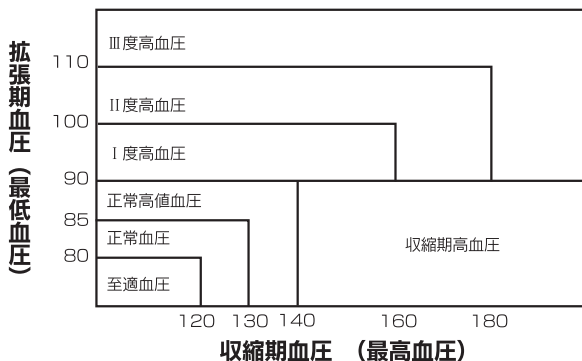 拡張期血圧（最低血圧）
Ⅲ度高血圧
110
Ⅱ度高血圧
100
Ⅰ度高血圧
90
正常高値血圧
85
正常血圧
80
至適血圧
収縮期高血圧
120 130 140 160 180
収縮期血圧 （最高血圧）